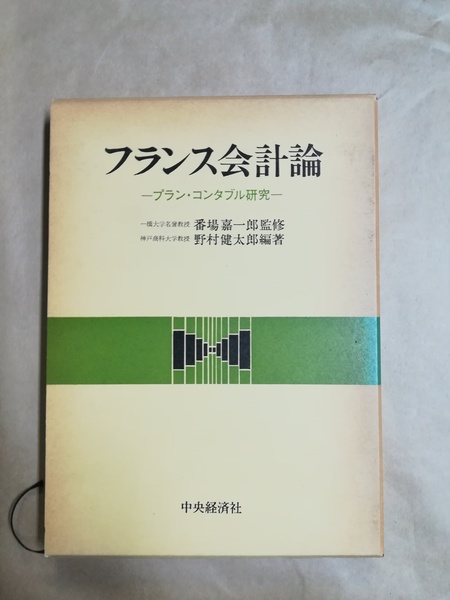 フランス会計論
—プラン・コンタブル研究—
一橋大学名誉教授 番場嘉一郎監修
神戸商科大学教授 野村健太郎編著
中央経済社